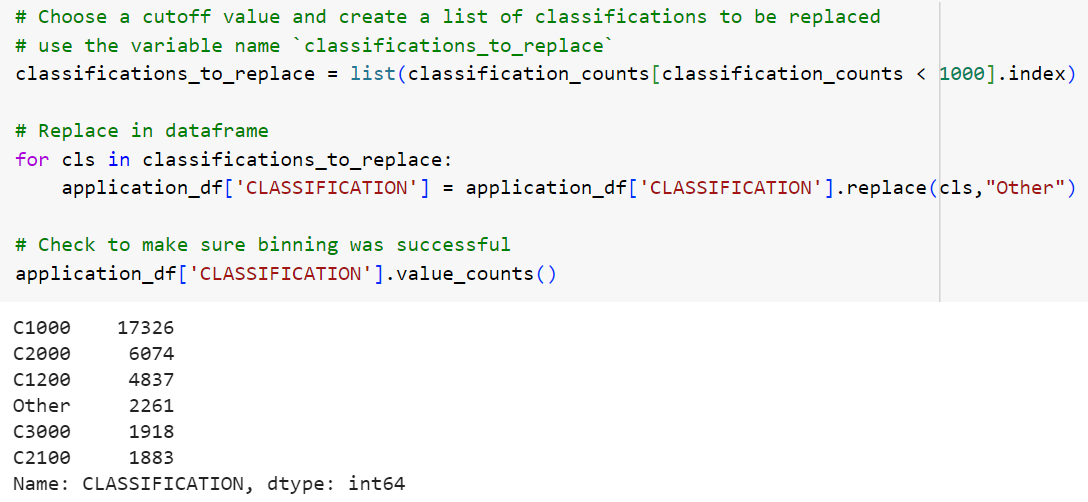 # Choose a cutoff value and create a list of classifications to be replaced
# use the variable name `classifications_to_replace`
classifications_to_replace = list(classification_counts[classification_counts < 1000].index)

# Replace in dataframe
for cls in classifications_to_replace:
    application_df['CLASSIFICATION'] = application_df['CLASSIFICATION'].replace(cls,"Other")

# Check to make sure binning was successful
application_df['CLASSIFICATION'].value_counts()

C1000    17326
C2000     6074
C1200     4837
Other     2261
C3000     1918
C2100     1883
Name: CLASSIFICATION, dtype: int64